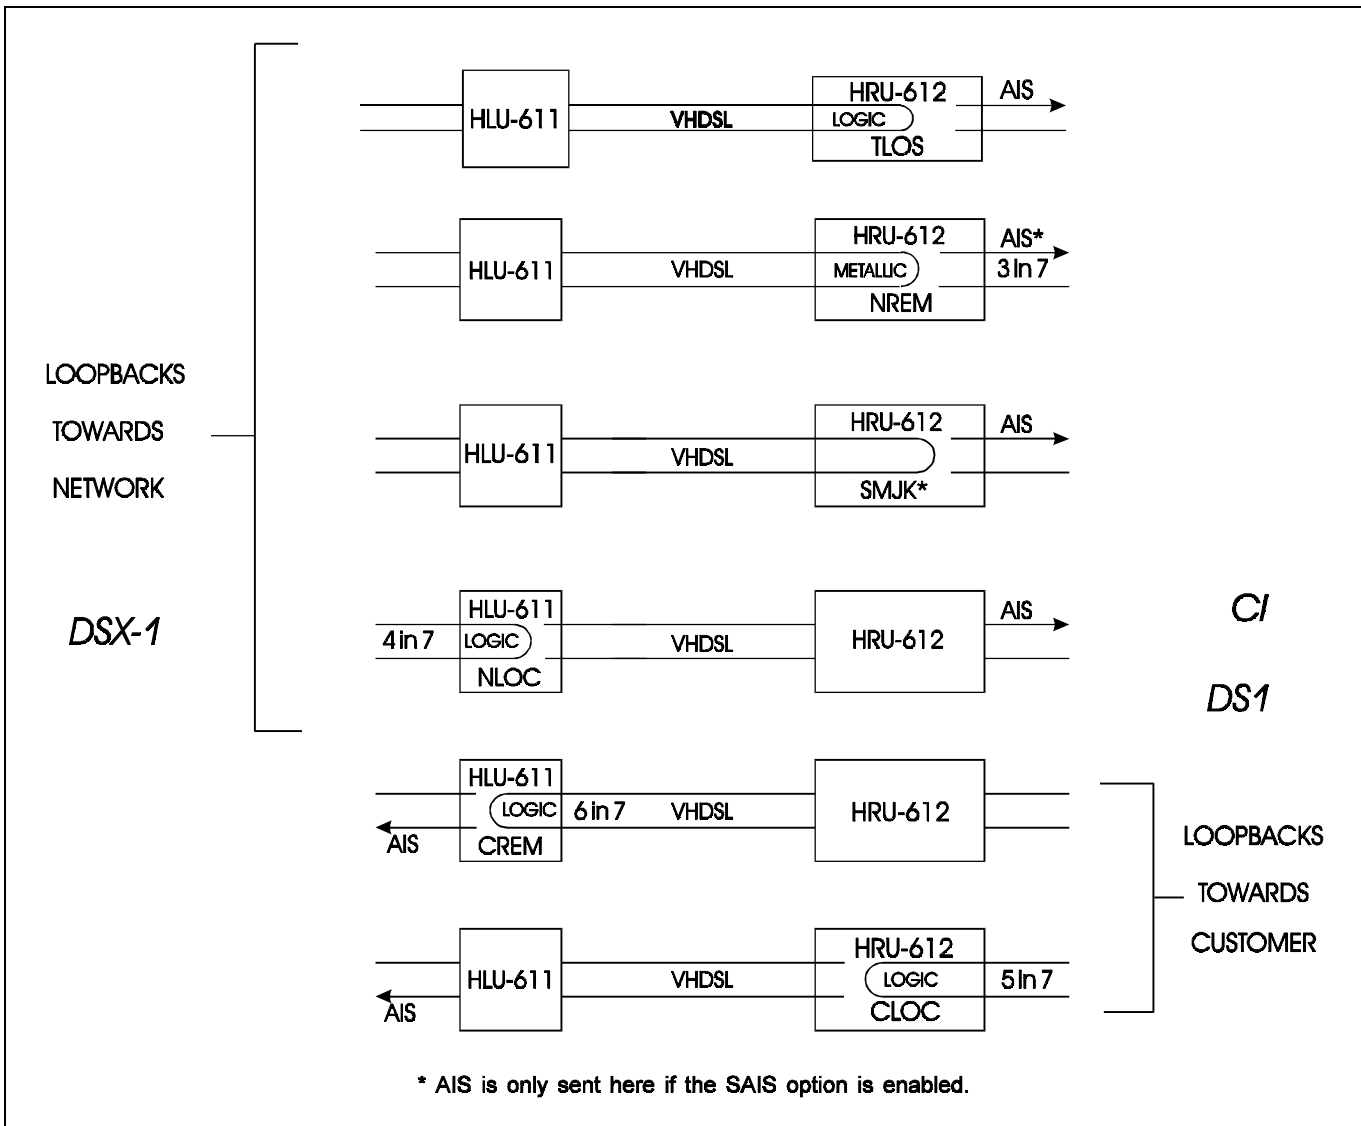 HLU-611
VHDSL
HRU-612
LOGIC
TLOS
AIS
HLU-611
VHDSL
HRU-612
METALLIC
NREM
AIS*
3 in 7
LOOPBACKS
TOWARDS
NETWORK
HLU-611
VHDSL
HRU-612
SMJK*
AIS
DSX-1
4 in 7
HLU-611
LOGIC
NLOC
VHDSL
HRU-612
AIS
CI
DS1
HLU-611
LOGIC
CREM
AIS
6 in 7
VHDSL
HRU-612
LOOPBACKS
TOWARDS
CUSTOMER
HLU-611
AIS
VHDSL
HRU-612
LOGIC
CLOC
5 in 7
* AIS is only sent here if the SAIS option is enabled.